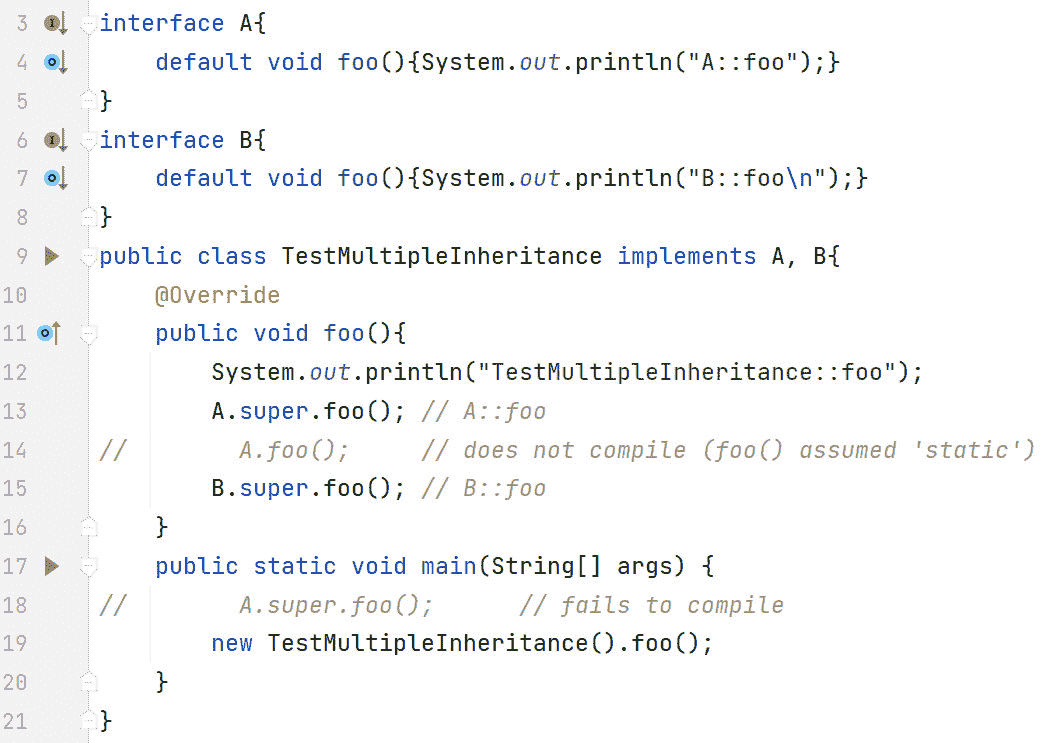 3 interface A{
4     default void foo(){System.out.println("A::foo");}
5 }
6 interface B{
7     default void foo(){System.out.println("B::foo\n");}
8 }
9 public class TestMultipleInheritance implements A, B{
10     @Override
11     public void foo(){
12         System.out.println("TestMultipleInheritance::foo");
13         A.super.foo(); // A::foo
14 //        A.foo();     // does not compile (foo() assumed 'static')
15         B.super.foo(); // B::foo
16     }
17     public static void main(String[] args) {
18 //        A.super.foo();      // fails to compile
19         new TestMultipleInheritance().foo();
20     }
21 }